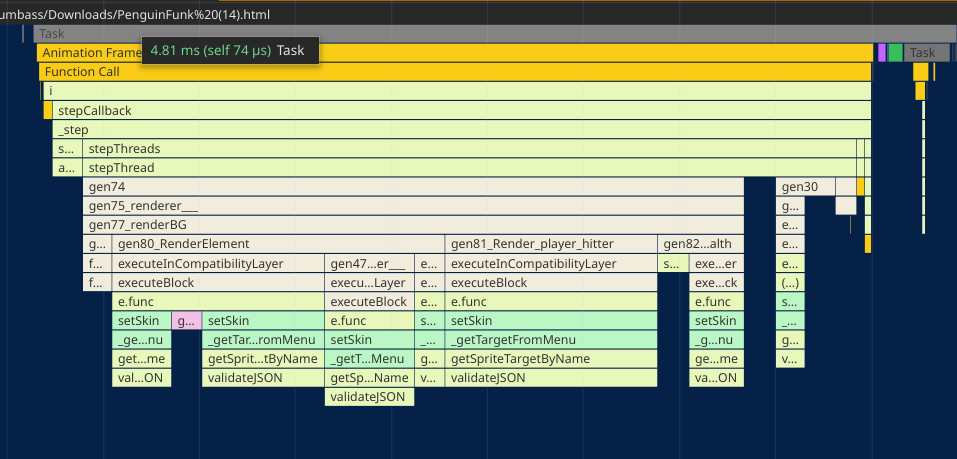 umbass/Downloads/PenguinFunk%20(14).html
Task
4.81 ms (self 74 µs) Task
Animation Frame
Task
Function Call
i
stepCallback
_step
s... stepThreads
a... stepThread
gen74 gen30
gen75_renderer___ g...
gen77_renderBG e...
g... gen80_RenderElement gen81_Render_player_hitter gen82...alth e...
f... executeInCompatibilityLayer gen47...er___ e... executeInCompatibilityLayer s... exe...er e...
f... executeBlock execu...Layer e... executeBlock exe...ck (...)
e.func executeBlock e... e.func e.func s...
setSkin g... setSkin e.func s... setSkin setSkin _...
_ge...nu _getTar...romMenu setSkin _... _getTargetFromMenu _g...nu g...
get...me getSprit...tByName _getT...Menu g... getSpriteTargetByName ge...me v...
val...ON validateJSON getSp...Name v... validateJSON va...ON
validateJSON